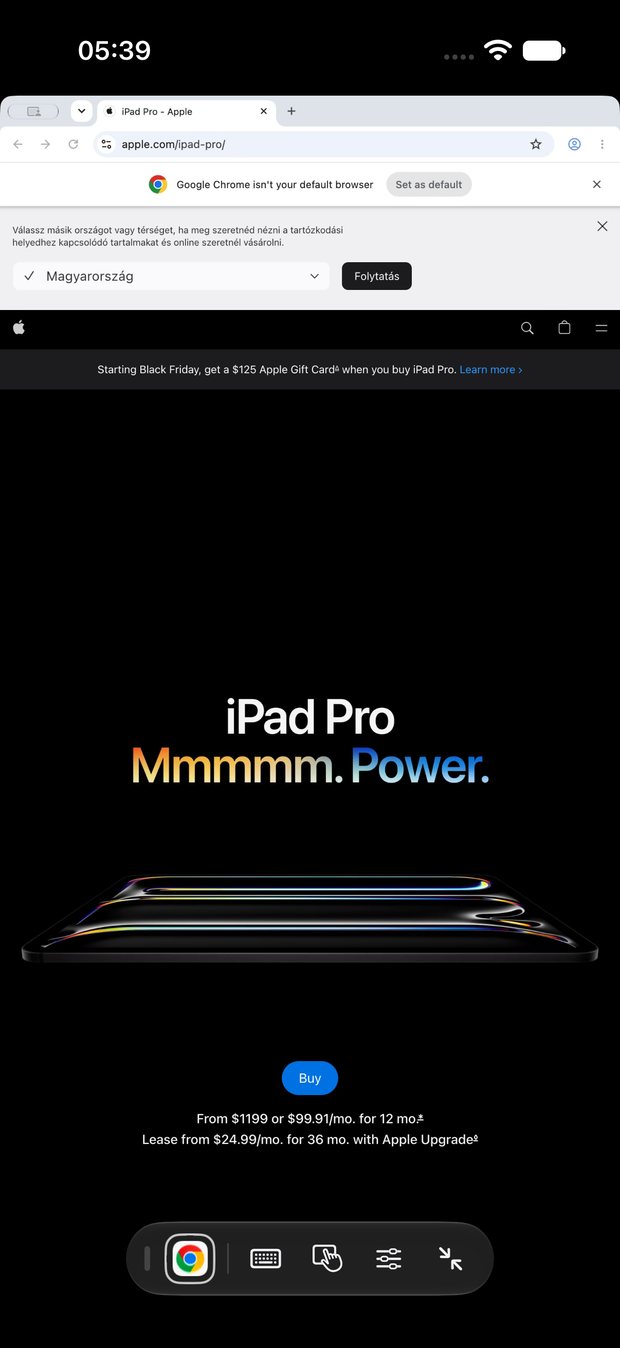 05:39
iPad Pro - Apple
apple.com/ipad-pro/
Google Chrome isn't your default browser
Set as default
Válassz másik országot vagy térséget, ha meg szeretnéd nézni a tartózkodási
helyedhez kapcsolódó tartalmakat és online szeretnél vásárolni.
Magyarország
Folytatás
Starting Black Friday, get a $125 Apple Gift Card∆ when you buy iPad Pro. Learn more >
iPad Pro
Mmmmm. Power.
Buy
From $1199 or $99.91/mo. for 12 mo.*
Lease from $24.99/mo. for 36 mo. with Apple Upgrade◊